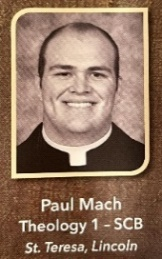 Paul Mach
Theology 1 – SCB
St. Teresa, Lincoln